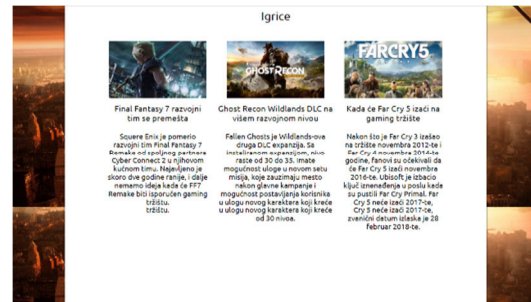 Igrice
GHOST RECON
FARCRY5
Final Fantasy 7 razvojni
tim se premešta
Squere Enix je pomerio
razvojni tim Final Fantasy 7
Remake od spoljnog partnera
Cyber Connect 2 u njihovom
kućnom timu. Najavljeno je
skoro dve godine ranije, i dalje
nemamo ideja kada će FF7
Remake biti isporučen gaming
tržištu.
tržištu.
Ghost Recon Wildlands DLC na
višem razvojnom nivou
Fallen Ghosts je Wildlands-ova
druga DLC expanzija. Sa
instaliranom expanzijom, nivo
raste od 30 do 35. Imate
mogućnost uloge u novom setu
misija, koje zauzimaju mesto
nakon glavne kampanje i
mogućnost postavljanja korisnika
u ulogu novog karaktera koji kreće
u ulogu novog karaktera koji kreće
od 30 nivoa.
Kada će Far Cry 5 izaći na
gaming tržište
Nakon što je Far Cry 3 izašao
na tržište novembra 2012-te i
Far Cry 4 novembra 2014-te
godine, fanovi su očekivali da
će Far Cry 5 izaći novembra
2016-te. Ubisoft je izbacio
ključ iznenađenja u poslu kada
su pustili Far Cry Primal. Far
Cry 5 neće izaći 2017-te,
Cry 5 neće izaći 2017-te,
zvanični datum izlaska je 28
februar 2018-te.